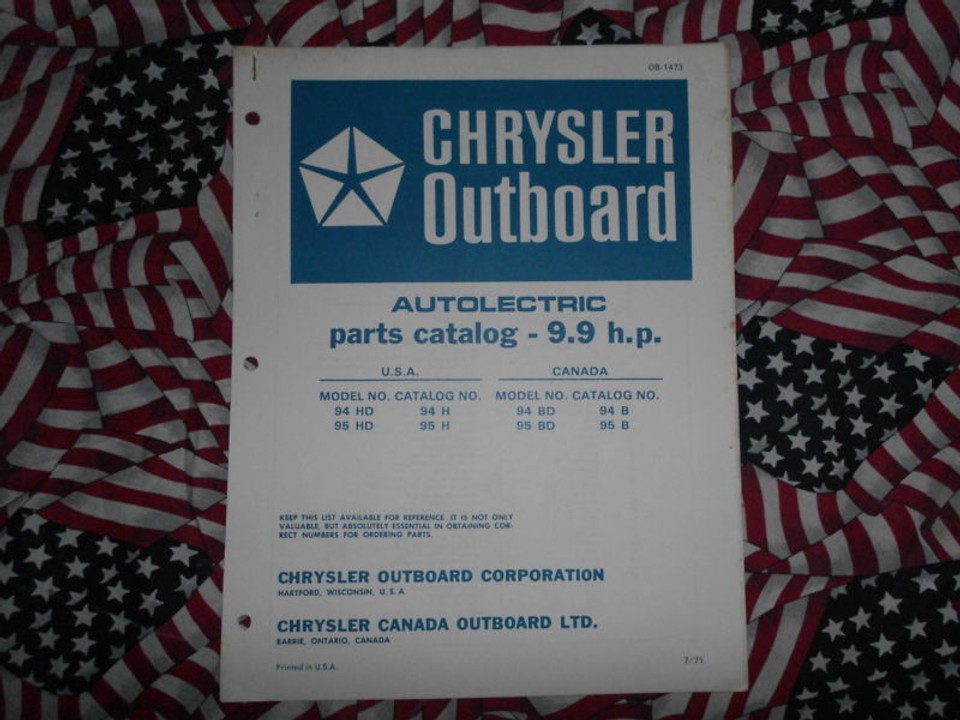 OB-1473
CHRYSLER
Outboard
AUTOLECTRIC
parts catalog - 9.9 h.p.
U.S.A. CANADA
MODEL NO. CATALOG NO. MODEL NO. CATALOG NO.
94 HD 94 H 94 BD 94 B
95 HD 95 H 95 BD 95 B
KEEP THIS LIST AVAILABLE FOR REFERENCE. IT IS NOT ONLY
VALUABLE, BUT ABSOLUTELY ESSENTIAL IN OBTAINING COR-
RECT NUMBERS FOR ORDERING PARTS.
CHRYSLER OUTBOARD CORPORATION
HARTFORD, WISCONSIN, U. S. A.
CHRYSLER CANADA OUTBOARD LTD.
BARRIE, ONTARIO, CANADA
Printed in U.S.A. 7/71